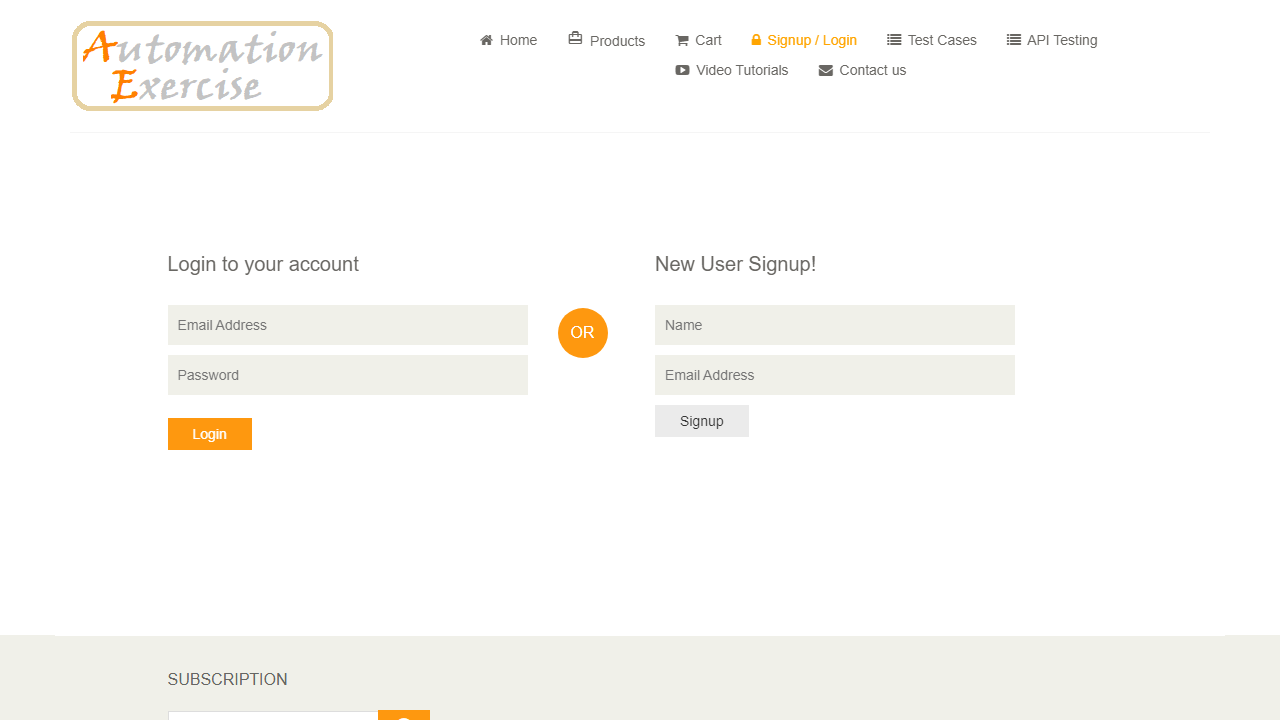 Automation
Exercise
Home
Products
Cart
Signup / Login
Test Cases
API Testing
Video Tutorials
Contact us
Login to your account
Email Address
Password
Login
OR
New User Signup!
Name
Email Address
Signup
SUBSCRIPTION